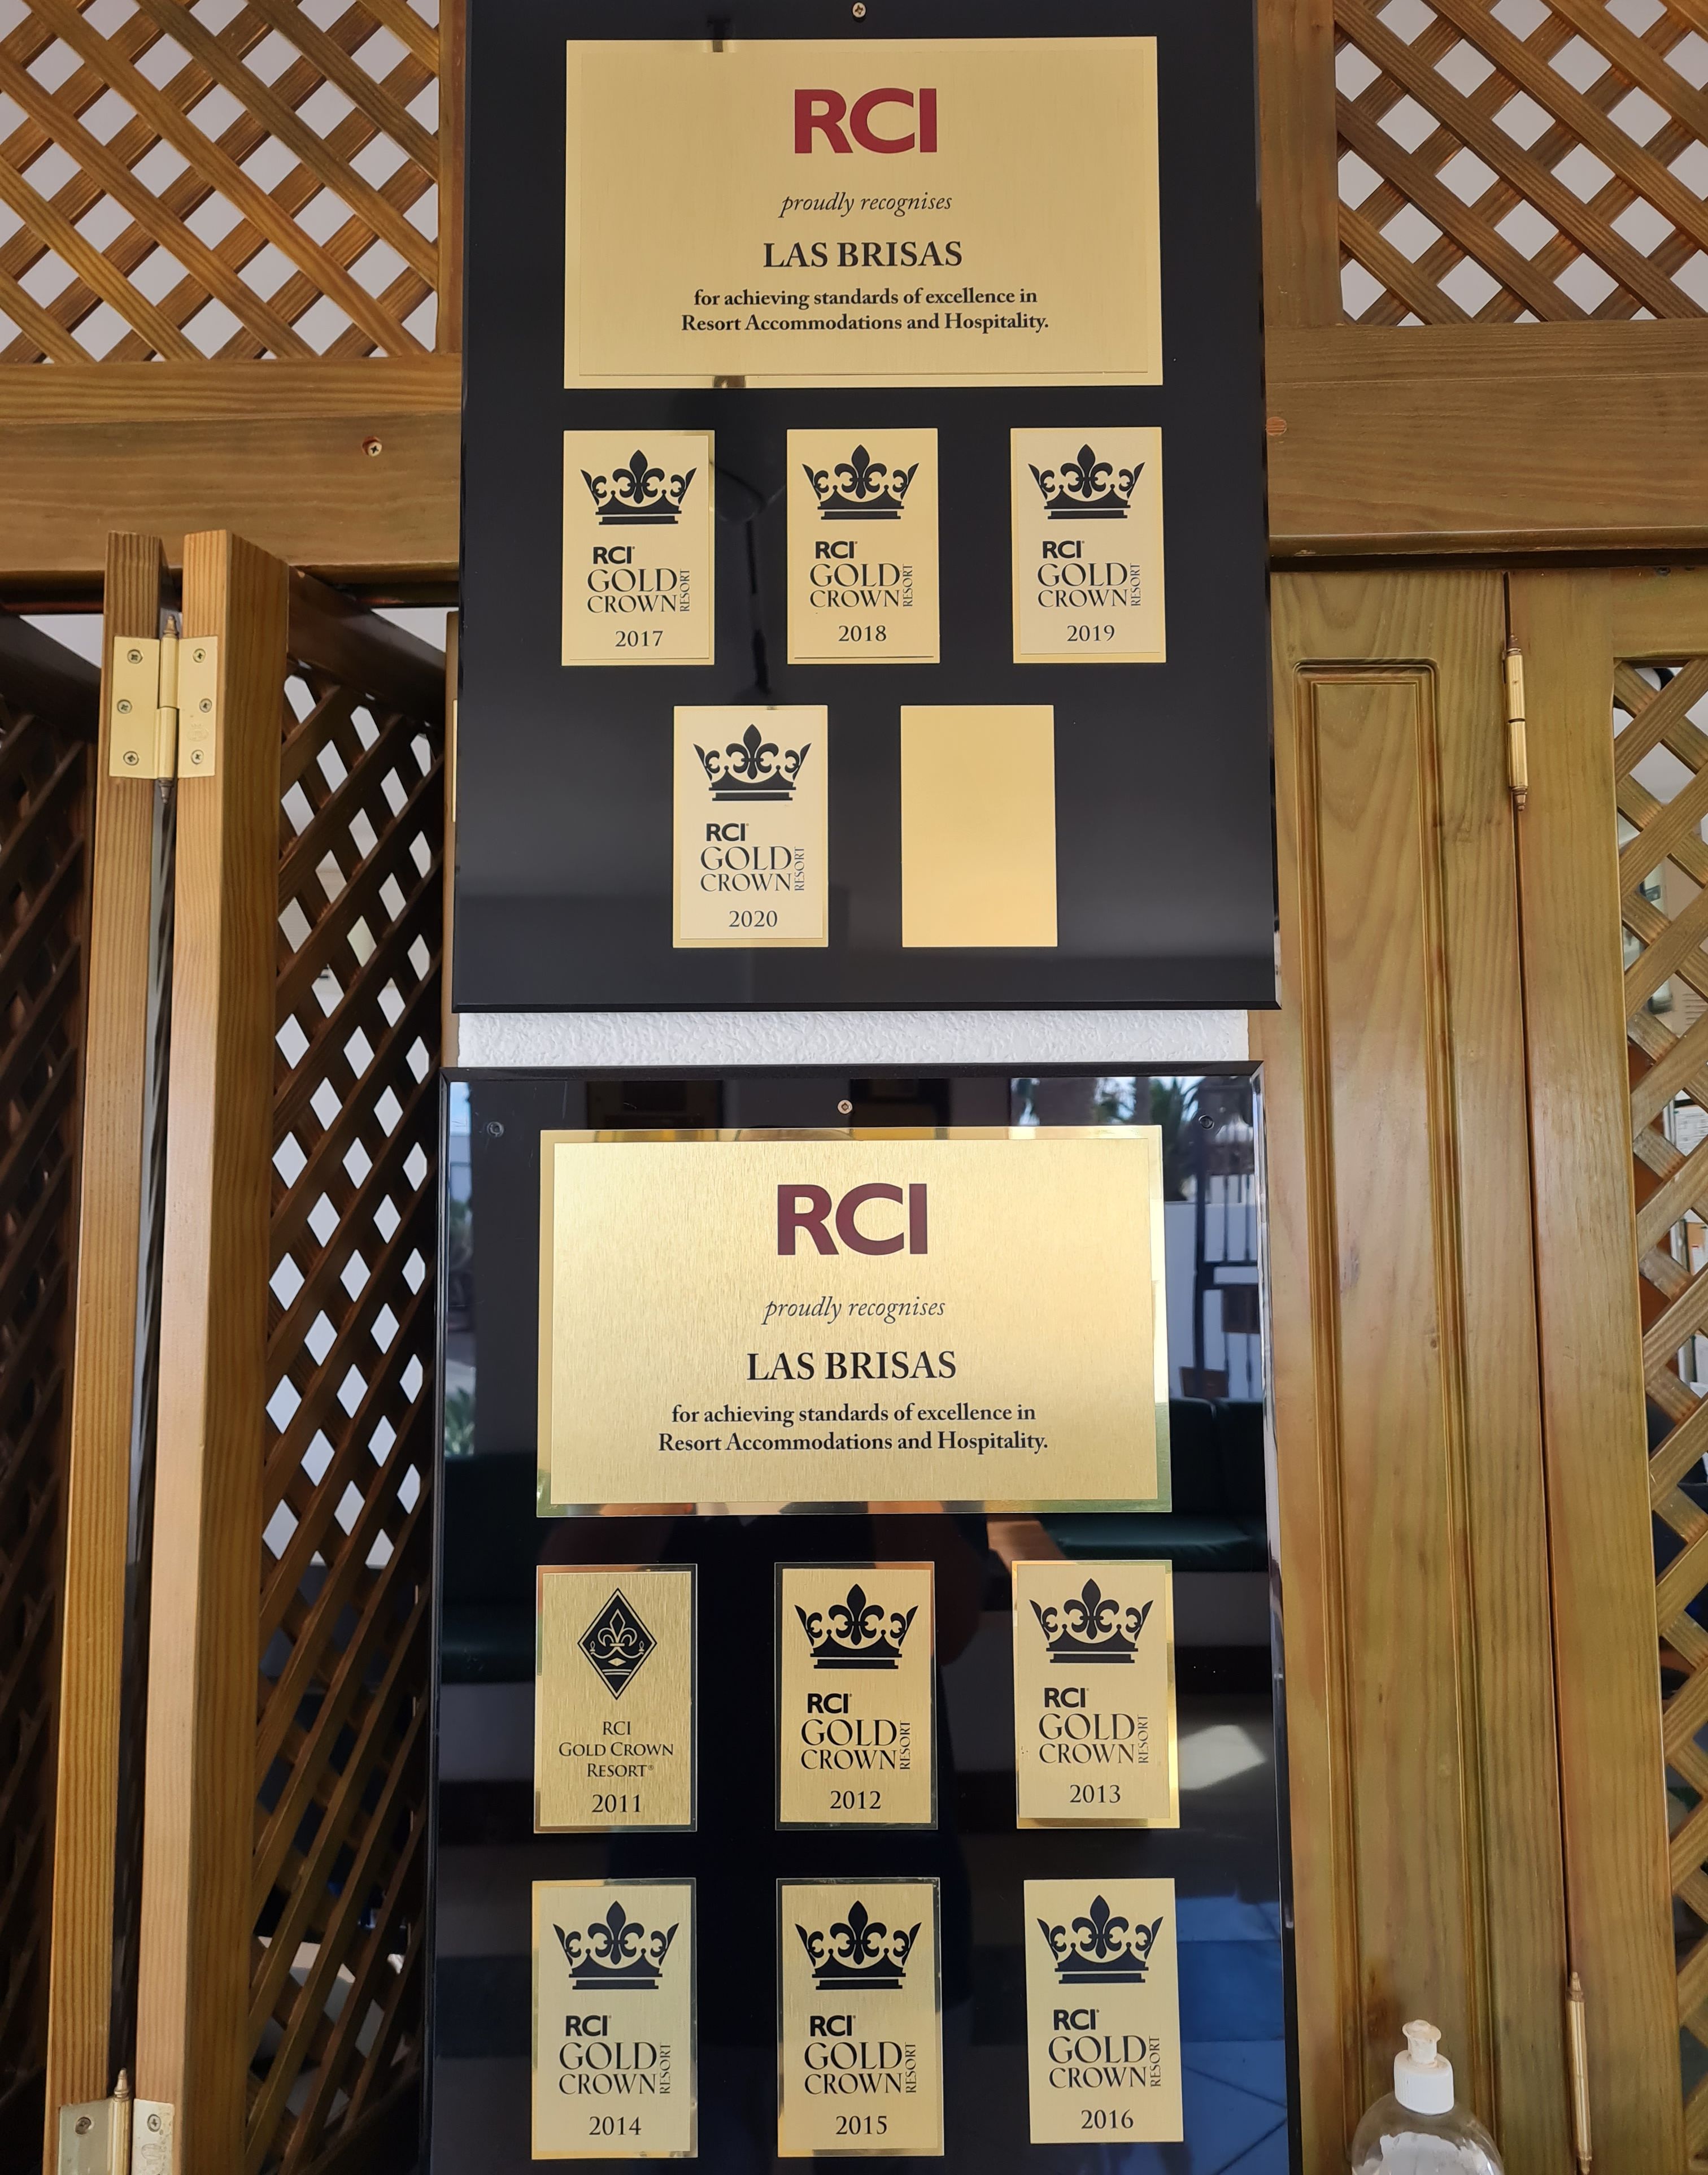 RCI
proudly recognises
LAS BRISAS
for achieving standards of excellence in
Resort Accommodations and Hospitality.
RCI®
GOLD
CROWN
RESORT
2017
RCI®
GOLD
CROWN
RESORT
2018
RCI®
GOLD
CROWN
RESORT
2019
RCI®
GOLD
CROWN
RESORT
2020
RCI
proudly recognises
LAS BRISAS
for achieving standards of excellence in
Resort Accommodations and Hospitality.
RCI
GOLD CROWN
RESORT®
2011
RCI®
GOLD
CROWN
RESORT
2012
RCI®
GOLD
CROWN
RESORT
2013
RCI®
GOLD
CROWN
RESORT
2014
RCI®
GOLD
CROWN
RESORT
2015
RCI®
GOLD
CROWN
RESORT
2016